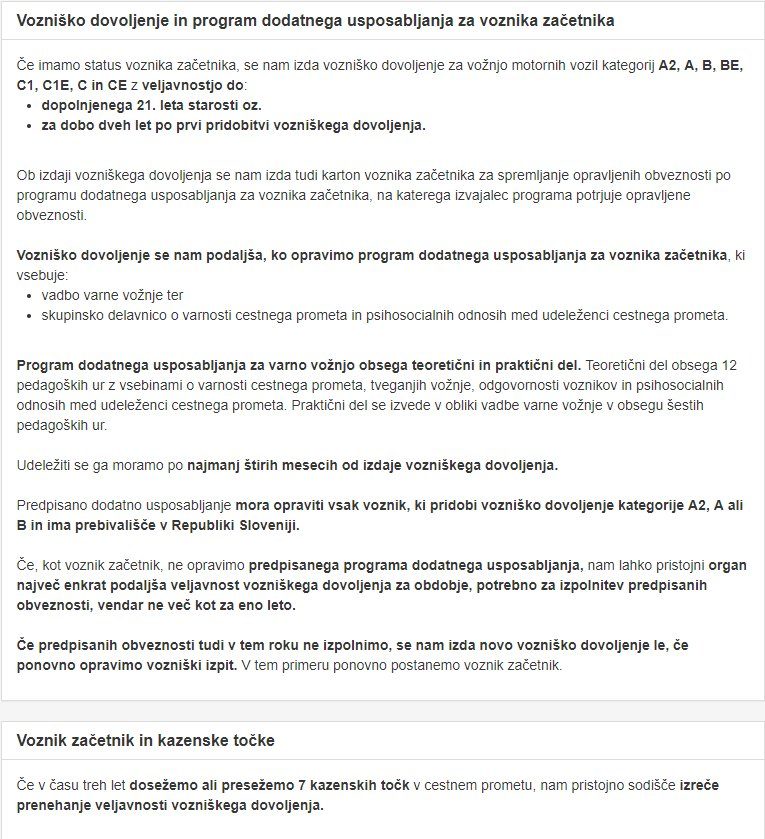 Vozniško dovoljenje in program dodatnega usposabljanja za voznika začetnika
Če imamo status voznika začetnika, se nam izda vozniško dovoljenje za vožnjo motornih vozil kategorij A2, A, B, BE,
C1, C1E, C in CE z veljavnostjo do:
• dopolnjenega 21. leta starosti oz.
• za dobo dveh let po prvi pridobitvi vozniškega dovoljenja.
Ob izdaji vozniškega dovoljenja se nam izda tudi karton voznika začetnika za spremljanje opravljenih obveznosti po
programu dodatnega usposabljanja za voznika začetnika, na katerega izvajalec programa potrjuje opravljene
obveznosti.
Vozniško dovoljenje se nam podaljša, ko opravimo program dodatnega usposabljanja za voznika začetnika, ki
vsebuje:
• vadbo varne vožnje ter
• skupinsko delavnico o varnosti cestnega prometa in psihosocialnih odnosih med udeleženci cestnega prometa.
Program dodatnega usposabljanja za varno vožnjo obsega teoretični in praktični del. Teoretični del obsega 12
pedagoških ur z vsebinami o varnosti cestnega prometa, tveganjih vožnje, odgovornosti voznikov in psihosocialnih
odnosih med udeleženci cestnega prometa. Praktični del se izvede v obliki vadbe varne vožnje v obsegu šestih
pedagoških ur.
Udeležiti se ga moramo po najmanj štirih mesecih od izdaje vozniškega dovoljenja.
Predpisano dodatno usposabljanje mora opraviti vsak voznik, ki pridobi vozniško dovoljenje kategorije A2, A ali
B in ima prebivališče v Republiki Sloveniji.
Če, kot voznik začetnik, ne opravimo predpisanega programa dodatnega usposabljanja, nam lahko pristojni organ
največ enkrat podaljša veljavnost vozniškega dovoljenja za obdobje, potrebno za izpolnitev predpisanih
obveznosti, vendar ne več kot za eno leto.
Če predpisanih obveznosti tudi v tem roku ne izpolnimo, se nam izda novo vozniško dovoljenje le, če
ponovno opravimo vozniški izpit. V tem primeru ponovno postanemo voznik začetnik.
Voznik začetnik in kazenske točke
Če v času treh let dosežemo ali presežemo 7 kazenskih točk v cestnem prometu, nam pristojno sodišče izreče
prenehanje veljavnosti vozniškega dovoljenja.